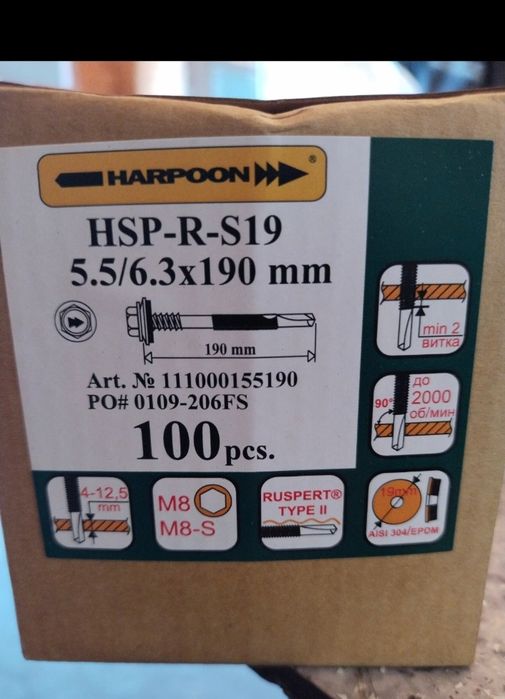 HARPOON ®
HSP-R-S19
5.5/6.3x190 mm
190 mm
Art. № 111000155190
PO# 0109-206FS
100 pcs.
min 2
витка
до
90° 2000
об/мин
4-12,5
mm
M8
M8-S
RUSPERT®
TYPE II
19mm
AISI 304/EPDM